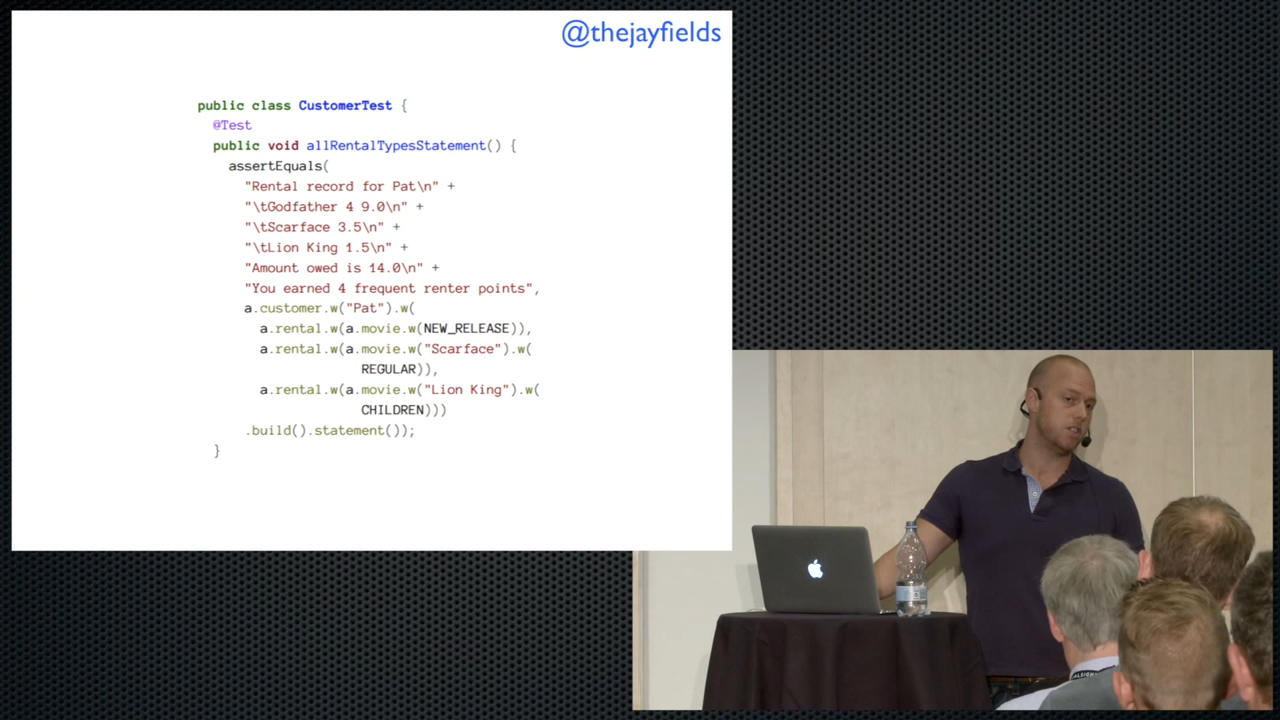 @thejayfields
public class CustomerTest {
@Test
public void allRentalTypesStatement() {
assertEquals(
"Rental record for Pat\n" +
"\tGodfather 4 9.0\n" +
"\tScarface 3.5\n" +
"\tLion King 1.5\n" +
"Amount owed is 14.0\n" +
"You earned 4 frequent renter points",
a.customer.w("Pat").w(
a.rental.w(a.movie.w(NEW_RELEASE)),
a.rental.w(a.movie.w("Scarface").w(
REGULAR)),
a.rental.w(a.movie.w("Lion King").w(
CHILDREN)))
.build().statement());
}